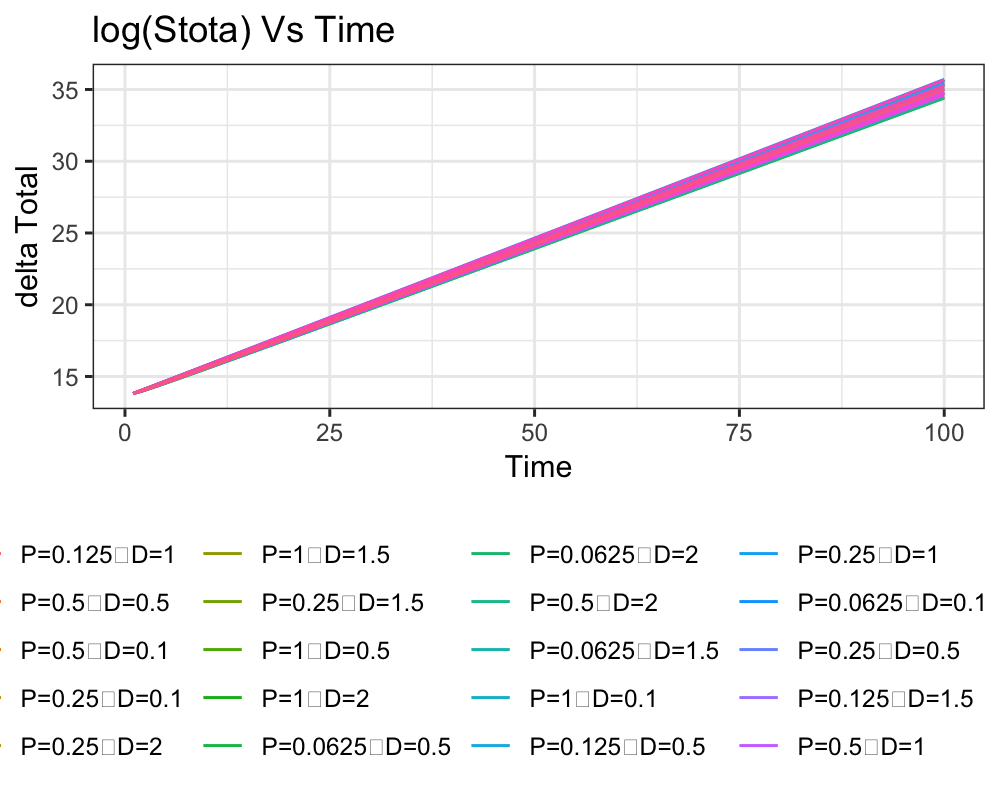 log(Stota) Vs Time
delta Total
35
30
25
20
15
0 25 50 75 100
Time
P=0.125□D=1 P=1□D=1.5 P=0.0625□D=2 P=0.25□D=1
P=0.5□D=0.5 P=0.25□D=1.5 P=0.5□D=2 P=0.0625□D=0.1
P=0.5□D=0.1 P=1□D=0.5 P=0.0625□D=1.5 P=0.25□D=0.5
P=0.25□D=0.1 P=1□D=2 P=1□D=0.1 P=0.125□D=1.5
P=0.25□D=2 P=0.0625□D=0.5 P=0.125□D=0.5 P=0.5□D=1